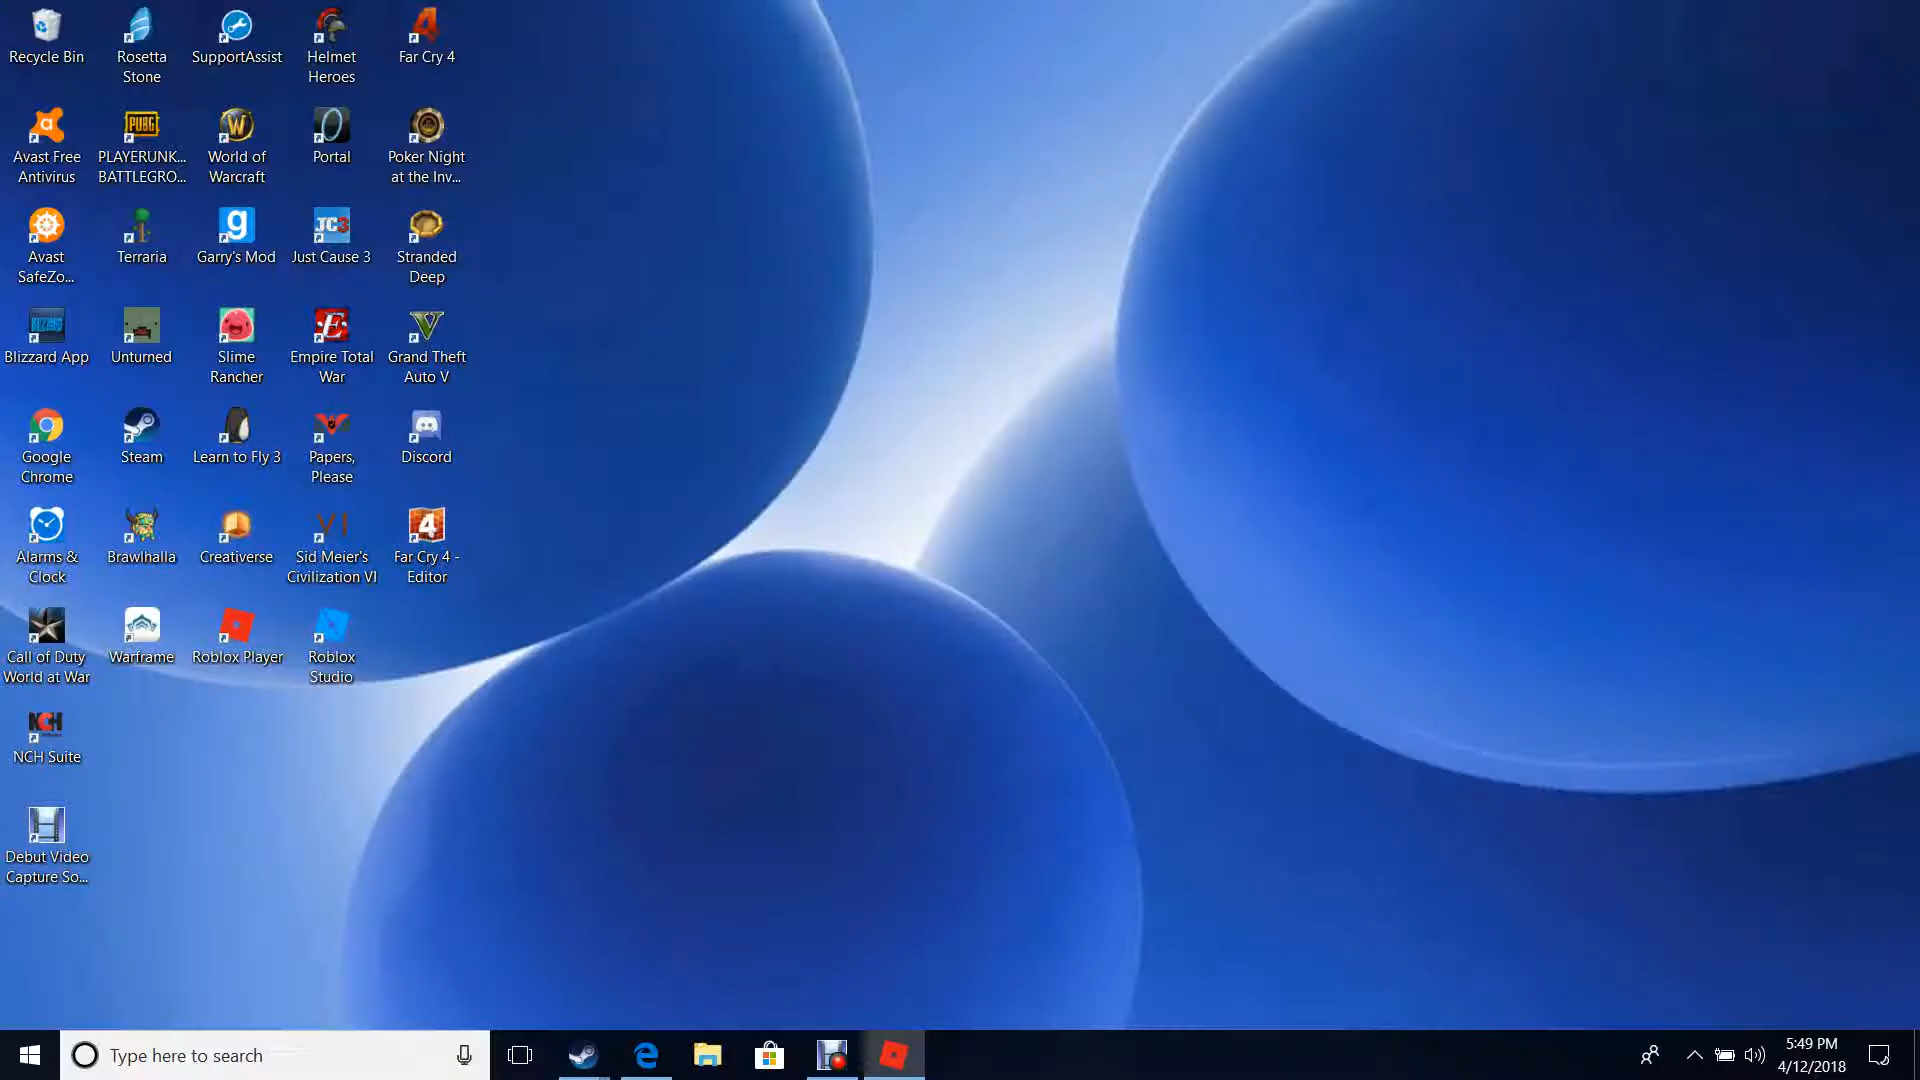 Recycle Bin
Rosetta
Stone
SupportAssist
Helmet
Heroes
Far Cry 4
Avast Free
Antivirus
PLAYERUNK...
BATTLEGRO...
World of
Warcraft
Portal
Poker Night
at the Inv...
Avast
SafeZo...
Terraria
Garry's Mod
Just Cause 3
Stranded
Deep
Blizzard App
Unturned
Slime
Rancher
Empire Total
War
Grand Theft
Auto V
Google
Chrome
Steam
Learn to Fly 3
Papers,
Please
Discord
Alarms &
Clock
Brawlhalla
Creativerse
Sid Meier's
Civilization VI
Far Cry 4 -
Editor
Call of Duty
World at War
Warframe
Roblox Player
Roblox
Studio
NCH Suite
Debut Video
Capture So...
Type here to search
5:49 PM
4/12/2018